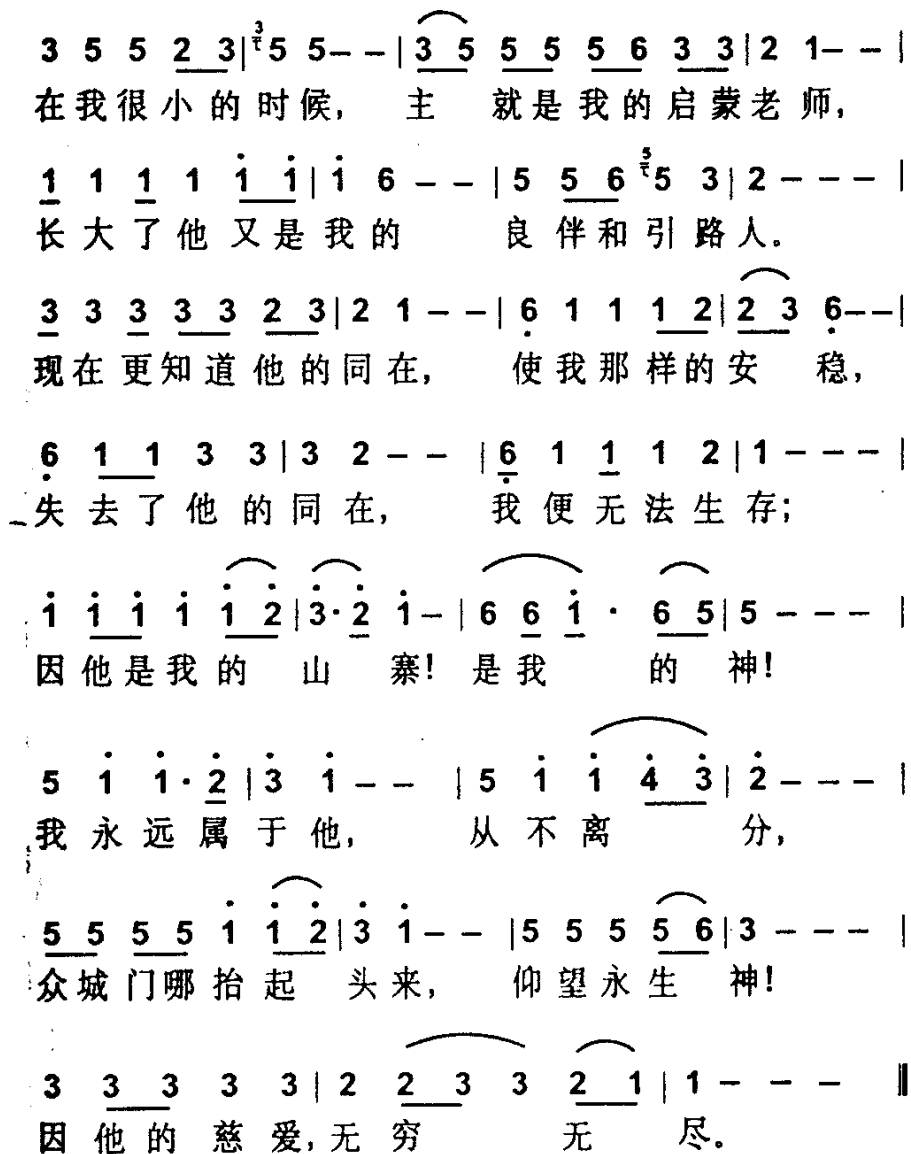 3 5 5 2 3|3 5 5--|3 5 5 5 5 6 3 3|2 1--|
在我很小的时候, 主 就是我的启蒙老师,
1 1 1 1 1̇ 1̇|1̇ 6 - -|5 5 6 5 5 3|2 - - -|
长大了他又是我的 良伴和引路人。
3 3 3 3 3 2 3|2 1 - -|6̣ 1 1 1 2|2 3 6̣--|
现在更知道他的同在, 使我那样的安 稳,
6̣ 1 1 3 3|3 2 - -|6̣ 1 1 1 2|1 - - -|
失去了他的同在, 我便无法生存;
1̇ 1̇ 1̇ 1̇ 1̇ 2̇|3̇· 2̇ 1̇-|6 6 1̇· 6 5|5 - - -|
因他是我的 山 寨! 是我 的 神!
5 1̇ 1̇· 2̇|3̇ 1̇ - -|5 1̇ 1̇ 4̇ 3̇|2̇ - - -|
我永远属于他, 从不离 分,
5 5 5 5 1̇ 1̇ 2̇|3̇ 1̇ - -|5 5 5 5 6|3 - - -|
众城门哪抬起 头来, 仰望永生 神!
3 3 3 3 3|2 2 3 3 2 1|1 - - -‖
因他的慈爱,无穷 无 尽。